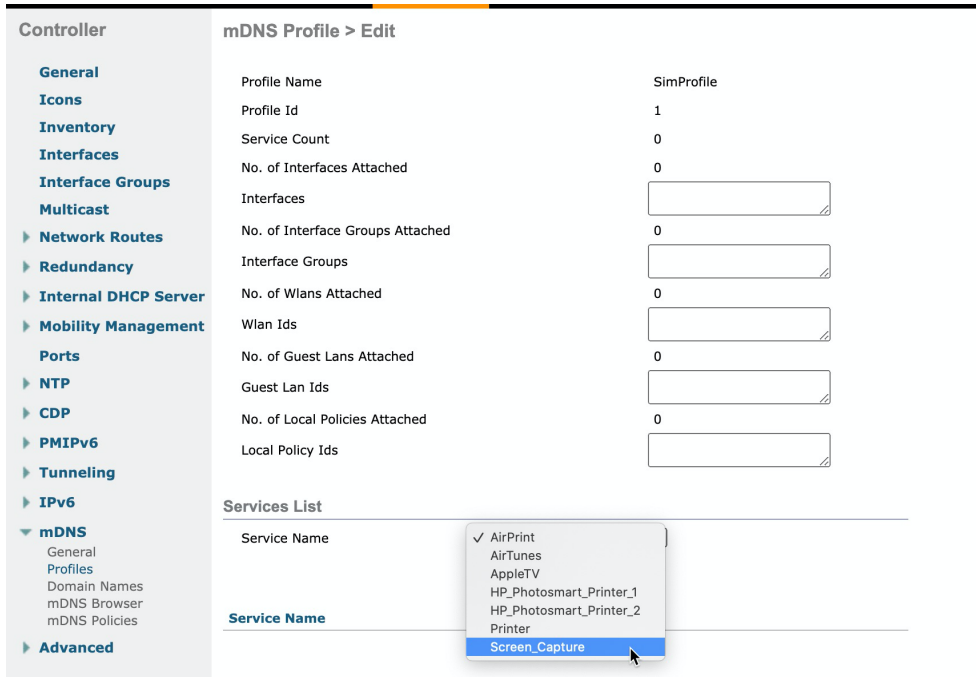 Controller
General
Icons
Inventory
Interfaces
Interface Groups
Multicast
Network Routes
Redundancy
Internal DHCP Server
Mobility Management
Ports
NTP
CDP
PMIPv6
Tunneling
IPv6
mDNS
General
Profiles
Domain Names
mDNS Browser
mDNS Policies
Advanced
mDNS Profile > Edit
Profile Name SimProfile
Profile Id 1
Service Count 0
No. of Interfaces Attached 0
Interfaces
No. of Interface Groups Attached 0
Interface Groups
No. of Wlans Attached 0
Wlan Ids
No. of Guest Lans Attached 0
Guest Lan Ids
No. of Local Policies Attached 0
Local Policy Ids
Services List
Service Name
✓ AirPrint
AirTunes
AppleTV
HP_Photosmart_Printer_1
HP_Photosmart_Printer_2
Printer
Screen_Capture
Service Name